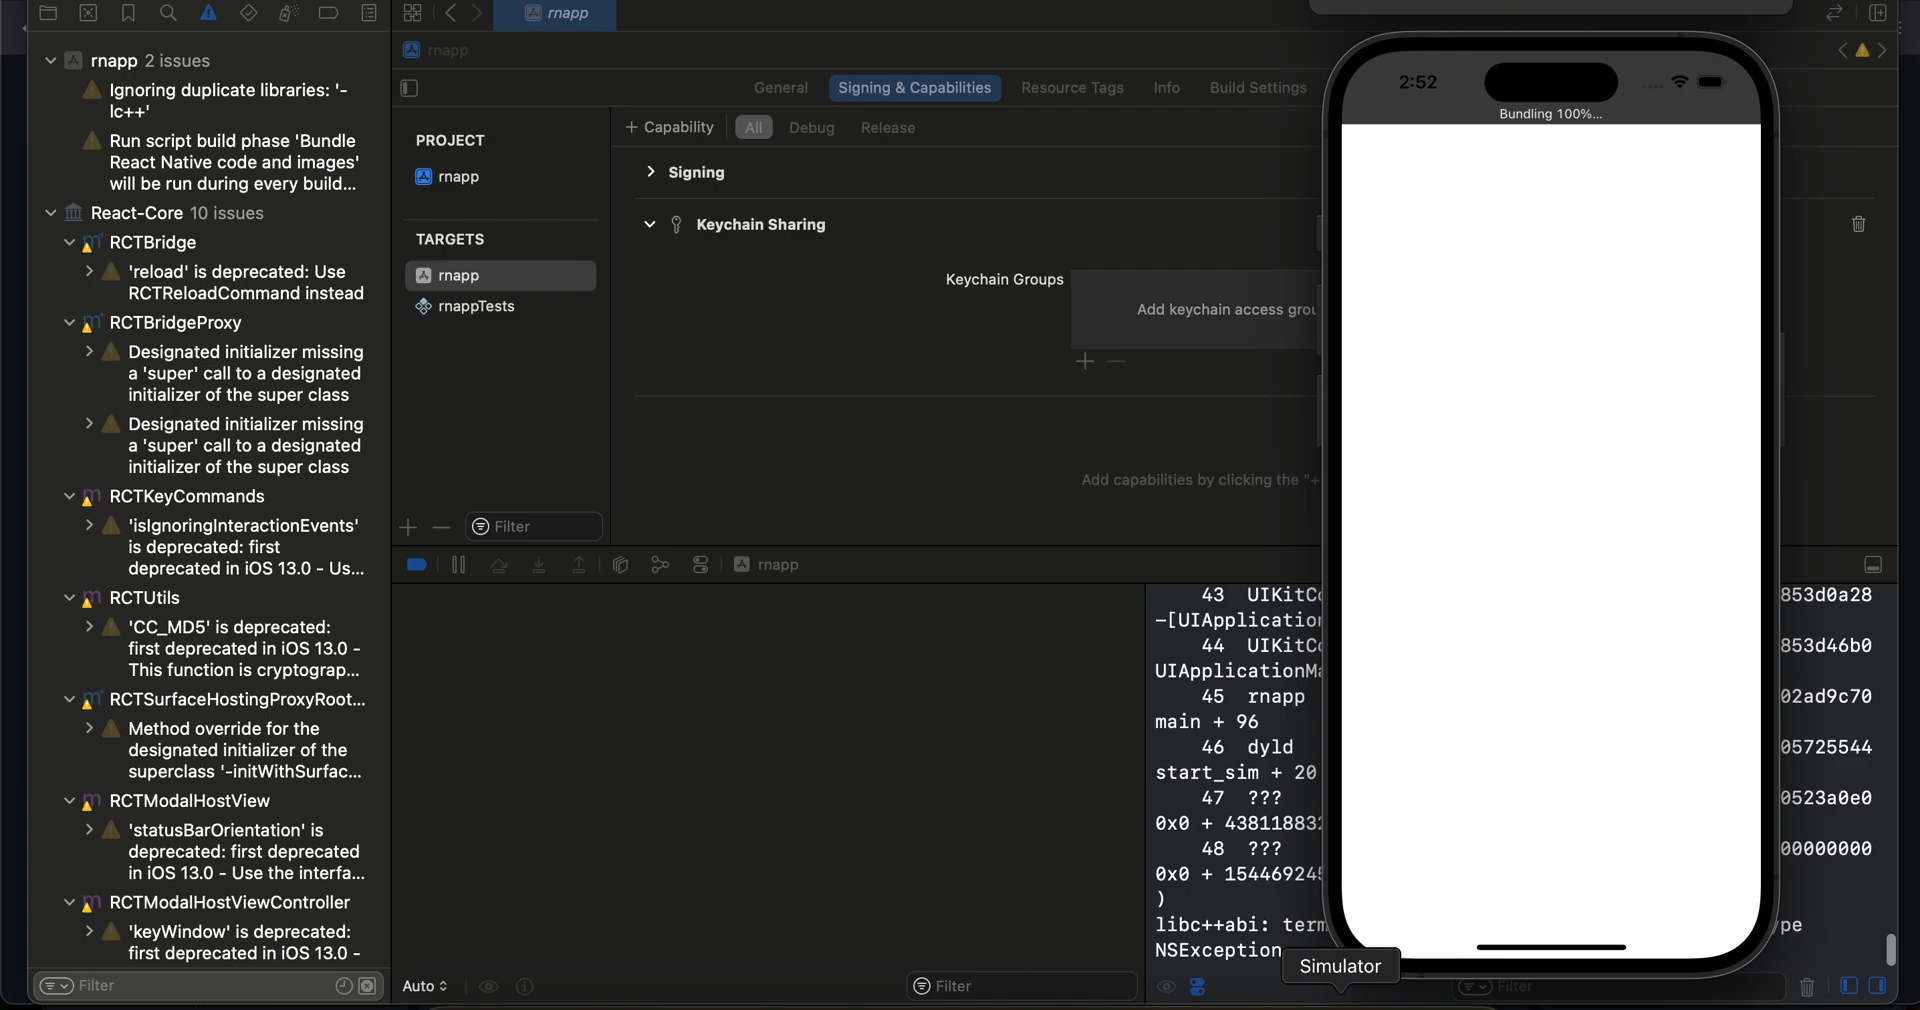 rnapp
rnapp 2 issues
Ignoring duplicate libraries: '-
lc++'
Run script build phase 'Bundle
React Native code and images'
will be run during every build...
React-Core 10 issues
RCTBridge
'reload' is deprecated: Use
RCTReloadCommand instead
RCTBridgeProxy
Designated initializer missing
a 'super' call to a designated
initializer of the super class
Designated initializer missing
a 'super' call to a designated
initializer of the super class
RCTKeyCommands
'isIgnoringInteractionEvents'
is deprecated: first
deprecated in iOS 13.0 - Us...
RCTUtils
'CC_MD5' is deprecated:
first deprecated in iOS 13.0 -
This function is cryptograp...
RCTSurfaceHostingProxyRoot...
Method override for the
designated initializer of the
superclass '-initWithSurfac...
RCTModalHostView
'statusBarOrientation' is
deprecated: first deprecated
in iOS 13.0 - Use the interfa...
RCTModalHostViewController
'keyWindow' is deprecated:
first deprecated in iOS 13.0 -
Filter
rnapp
General Signing & Capabilities Resource Tags Info Build Settings
PROJECT
rnapp
TARGETS
rnapp
rnappTests
Filter
+ Capability All Debug Release
Signing
Keychain Sharing
Keychain Groups
Add keychain access grou
Add capabilities by clicking the "+
rnapp
43 UIKitCo 853d0a28
-[UIApplication
44 UIKitCo 853d46b0
UIApplicationMa
45 rnapp 02ad9c70
main + 96
46 dyld 05725544
start_sim + 20
47 ??? 0523a0e0
0x0 + 438118832
48 ??? 00000000
0x0 + 154469245
)
libc++abi: term ype
NSException
Auto
Filter
Filter
2:52
Bundling 100%...
Simulator